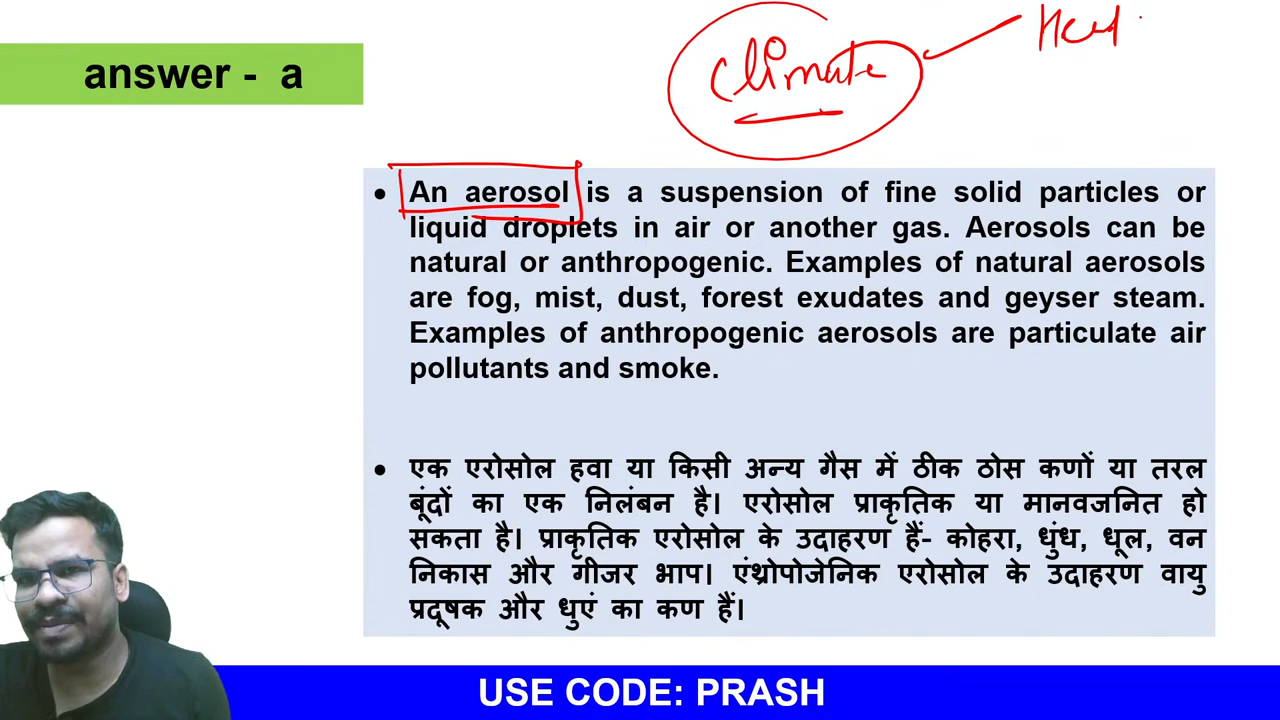 answer - a
climate
An aerosol is a suspension of fine solid particles or
liquid droplets in air or another gas. Aerosols can be
natural or anthropogenic. Examples of natural aerosols
are fog, mist, dust, forest exudates and geyser steam.
Examples of anthropogenic aerosols are particulate air
pollutants and smoke.
एक एरोसोल हवा या किसी अन्य गैस में ठीक ठोस कणों या तरल
बूंदों का एक निलंबन है। एरोसोल प्राकृतिक या मानवजनित हो
सकता है। प्राकृतिक एरोसोल के उदाहरण हैं- कोहरा, धुंध, धूल, वन
निकास और गीजर भाप। एंथ्रोपोजेनिक एरोसोल के उदाहरण वायु
प्रदूषक और धुएं का कण हैं।
USE CODE: PRASH